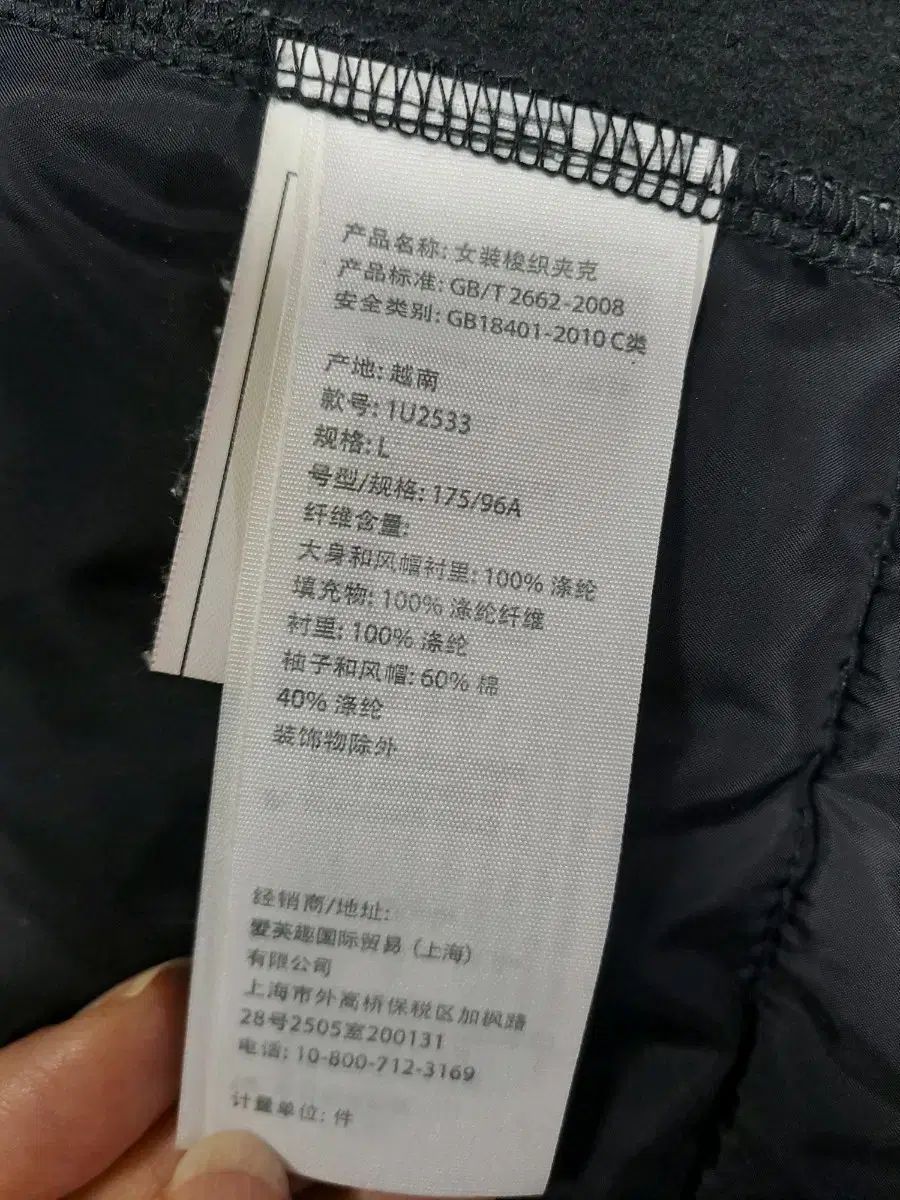 产品名称: 女装梭织夹克
产品标准: GB/T 2662-2008
安全类别: GB18401-2010 C类
产地: 越南
款号: 1U2533
规格: L
号型/规格: 175/96A
纤维含量:
大身和风帽衬里: 100% 涤纶
填充物: 100% 涤纶纤维
衬里: 100% 涤纶
袖子和风帽: 60% 棉
40% 涤纶
装饰物除外
经销商/地址:
爱芙趣国际贸易 (上海)
有限公司
上海市外高桥保税区加枫路
28号2505室200131
电话: 10-800-712-3169
计量单位: 件